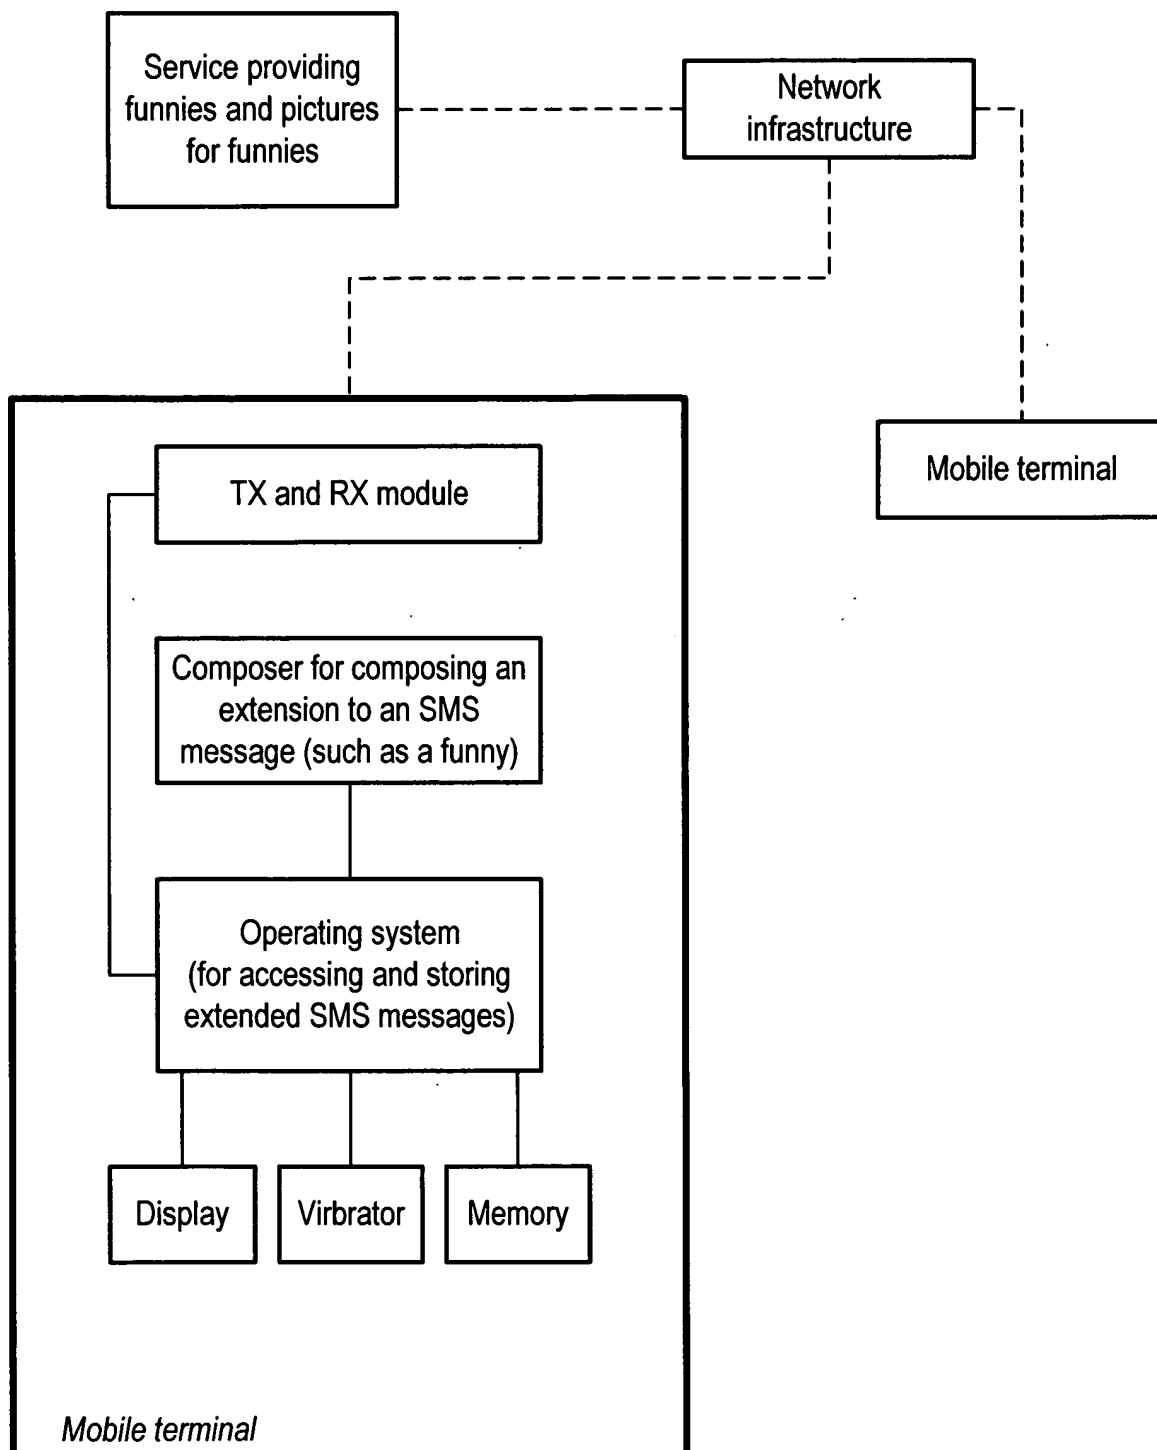 Service providing
funnies and pictures
for funnies
Network
infrastructure
Mobile terminal
TX and RX module
Composer for composing an
extension to an SMS
message (such as a funny)
Operating system
(for accessing and storing
extended SMS messages)
Display
Virbrator
Memory
Mobile terminal